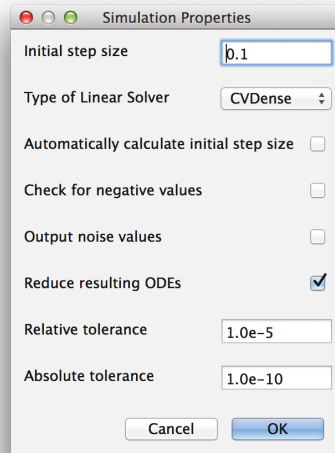 Simulation Properties
Initial step size 0.1
Type of Linear Solver CVDense
Automatically calculate initial step size
Check for negative values
Output noise values
Reduce resulting ODEs
Relative tolerance 1.0e-5
Absolute tolerance 1.0e-10
Cancel OK